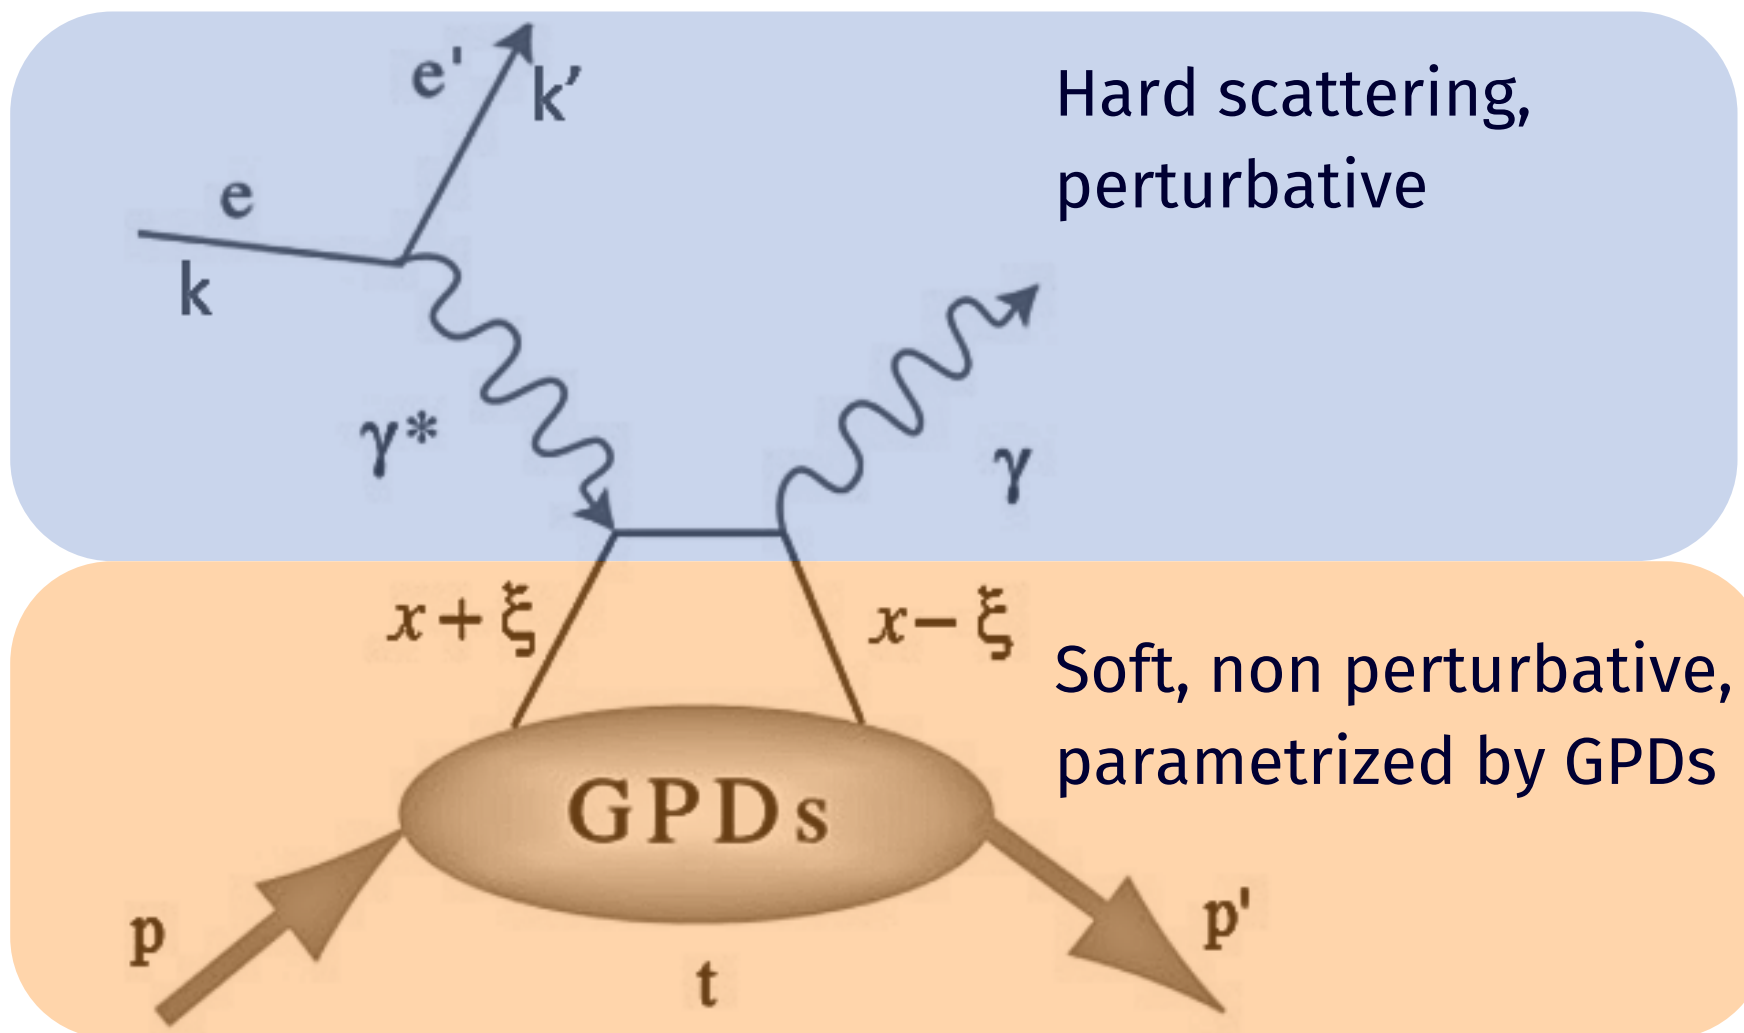 e'
k'
Hard scattering,
perturbative
e
k
γ*
γ
x + ξ
x − ξ
Soft, non perturbative,
parametrized by GPDs
GPDs
p
p'
t